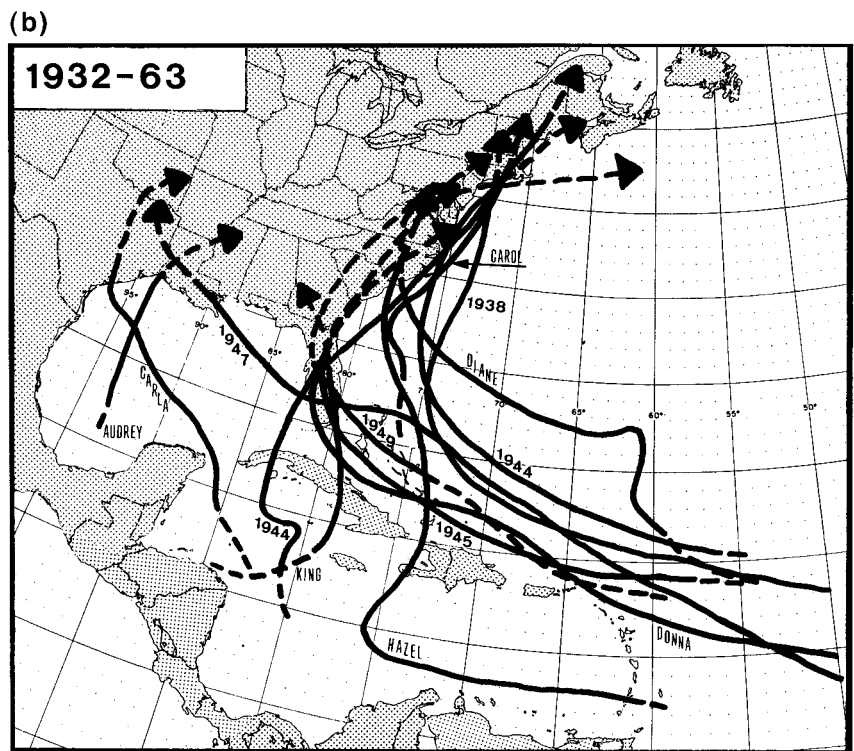 (b)
1932-63
CAROL
1938
95°
90°
85°
80°
1947
DIANE
CARLA
70°
65°
60°
50°
AUDREY
1949
1944
1944
1945
KING
DONNA
HAZEL